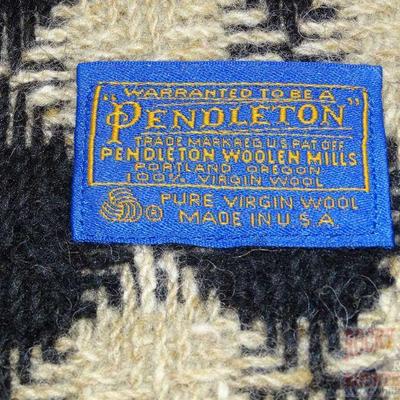 "WARRANTED TO BE A
PENDLETON"
TRADE MARK REG U S PAT OFF
PENDLETON WOOLEN MILLS
PORTLAND, OREGON
100% VIRGIN WOOL
® PURE VIRGIN WOOL
MADE IN U.S.A.